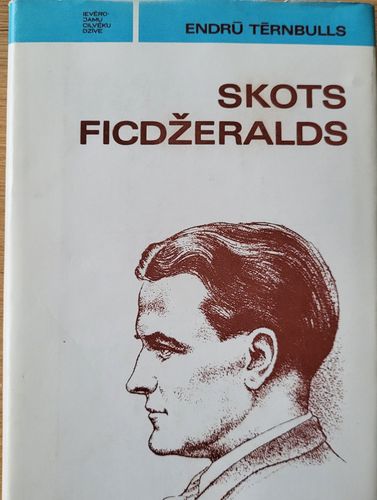 IEVĒRO-
JAMU
CILVĒKU
DZĪVE
ENDRŪ TĒRNBULLS
SKOTS
FICDŽERALDS